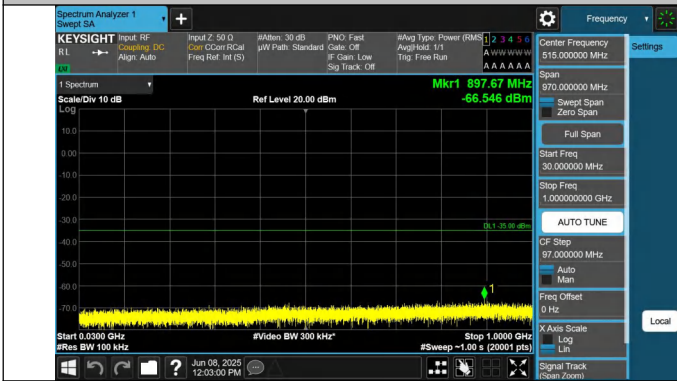 Spectrum Analyzer 1
Swept SA
+
Frequency
KEYSIGHT Input: RF
RL
Coupling: DC
Align: Auto
LXI
Input Z: 50 Ω
Corr CCorr RCal
Freq Ref: Int (S)
#Atten: 30 dB
µW Path: Standard
PNO: Fast
Gate: Off
IF Gain: Low
Sig Track: Off
#Avg Type: Power (RMS
Avg|Hold: 1/1
Trig: Free Run
1 2 3 4 5 6
A W W W W W
A A A A A A
1 Spectrum
Scale/Div 10 dB
Log
Ref Level 20.00 dBm
Mkr1 897.67 MHz
-66.546 dBm
10.0
0.00
-10.0
-20.0
-30.0
DL1 -35.00 dBm
-40.0
-50.0
-60.0
1
-70.0
Start 0.0300 GHz
#Res BW 100 kHz
#Video BW 300 kHz*
Stop 1.0000 GHz
#Sweep ~1.00 s (20001 pts)
?
Jun 08, 2025
12:03:00 PM
Center Frequency
515.000000 MHz
Settings
Span
970.000000 MHz
Swept Span
Zero Span
Full Span
Start Freq
30.000000 MHz
Stop Freq
1.000000000 GHz
AUTO TUNE
CF Step
97.000000 MHz
Auto
Man
Freq Offset
0 Hz
X Axis Scale
Log
Lin
Local
Signal Track
(Span Zoom)